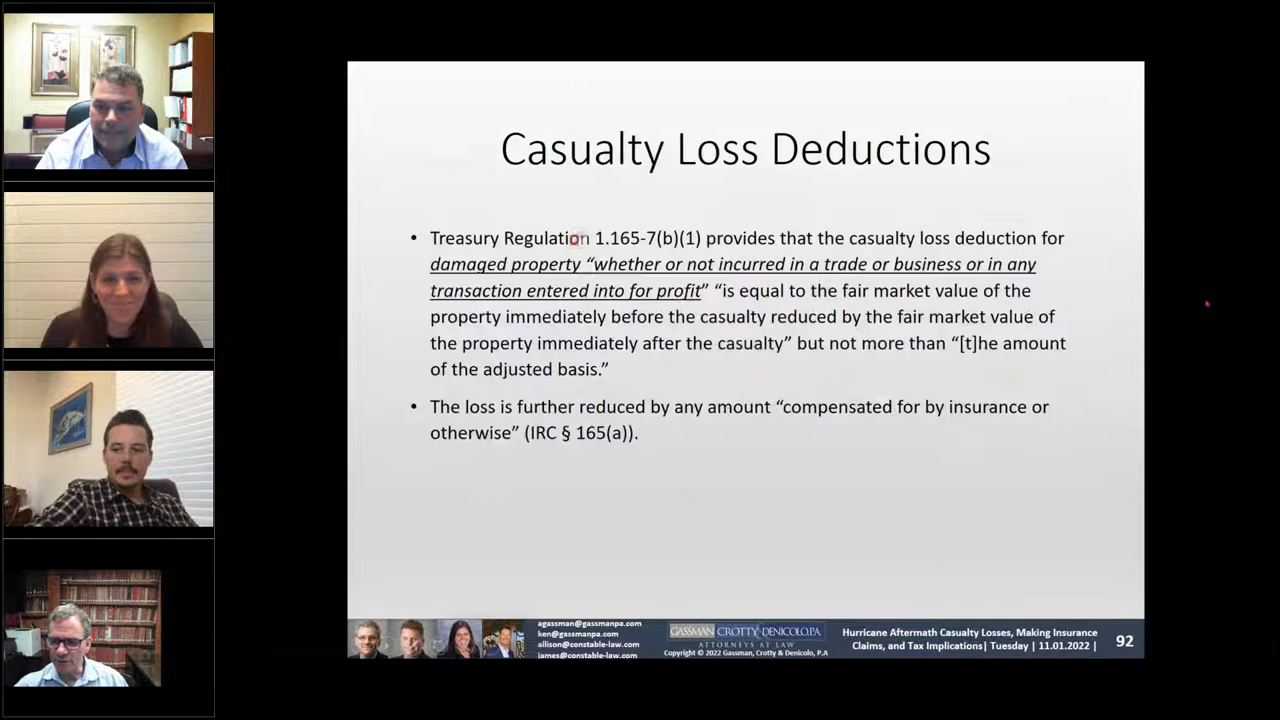 Casualty Loss Deductions
• Treasury Regulation 1.165-7(b)(1) provides that the casualty loss deduction for
damaged property “whether or not incurred in a trade or business or in any
transaction entered into for profit” “is equal to the fair market value of the
property immediately before the casualty reduced by the fair market value of
the property immediately after the casualty” but not more than “[t]he amount
of the adjusted basis.”
• The loss is further reduced by any amount “compensated for by insurance or
otherwise” (IRC § 165(a)).
agassman@gassmanpa.com
ken@gassmanpa.com
allison@constable-law.com
james@constable-law.com
GASSMAN CROTTY DENICOLO, P.A.
ATTORNEYS AT LAW
Copyright © 2022 Gassman, Crotty & Denicolo, P.A
Hurricane Aftermath Casualty Losses, Making Insurance
Claims, and Tax Implications| Tuesday | 11.01.2022 |
92